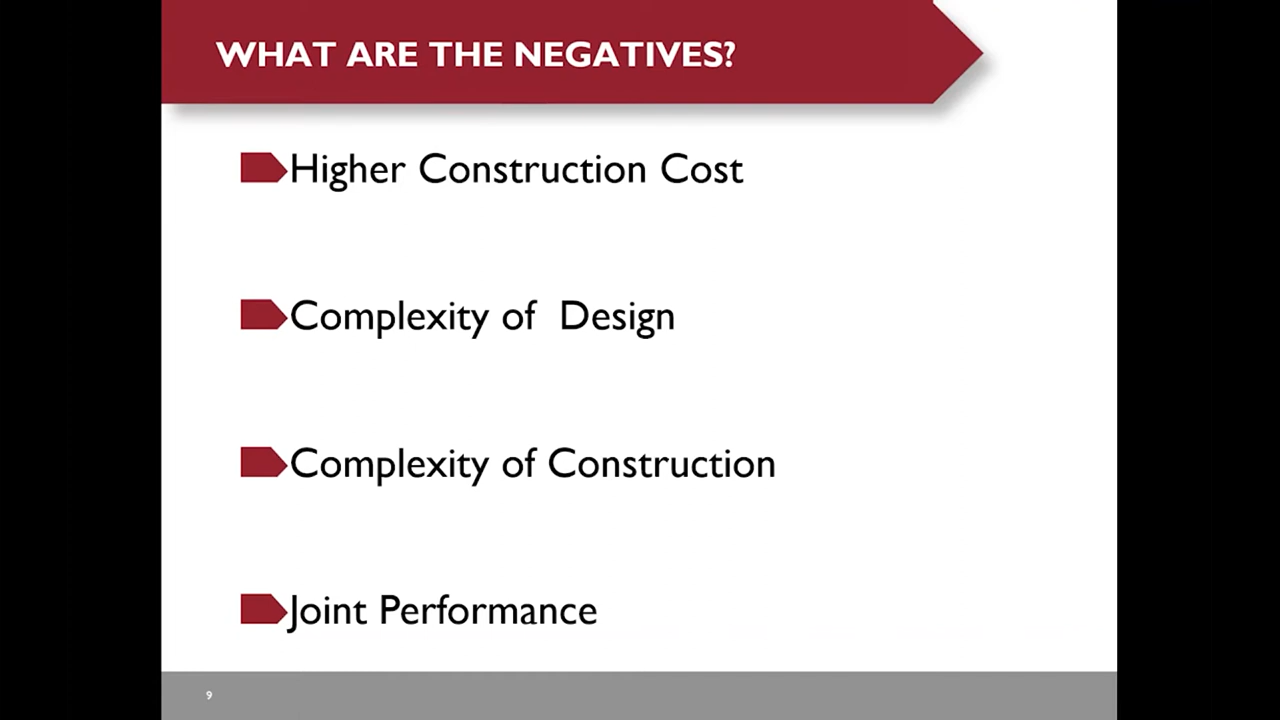 WHAT ARE THE NEGATIVES?
Higher Construction Cost
Complexity of  Design
Complexity of Construction
Joint Performance
9